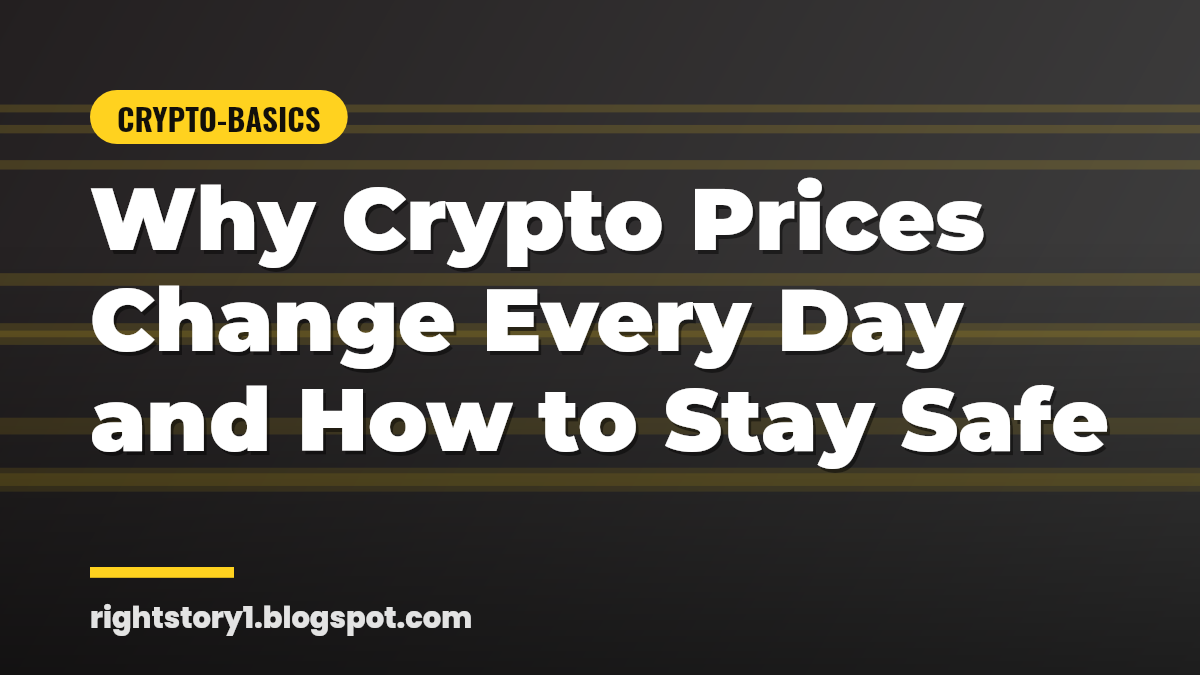 CRYPTO-BASICS
Why Crypto Prices
Change Every Day
and How to Stay Safe
rightstory1.blogspot.com